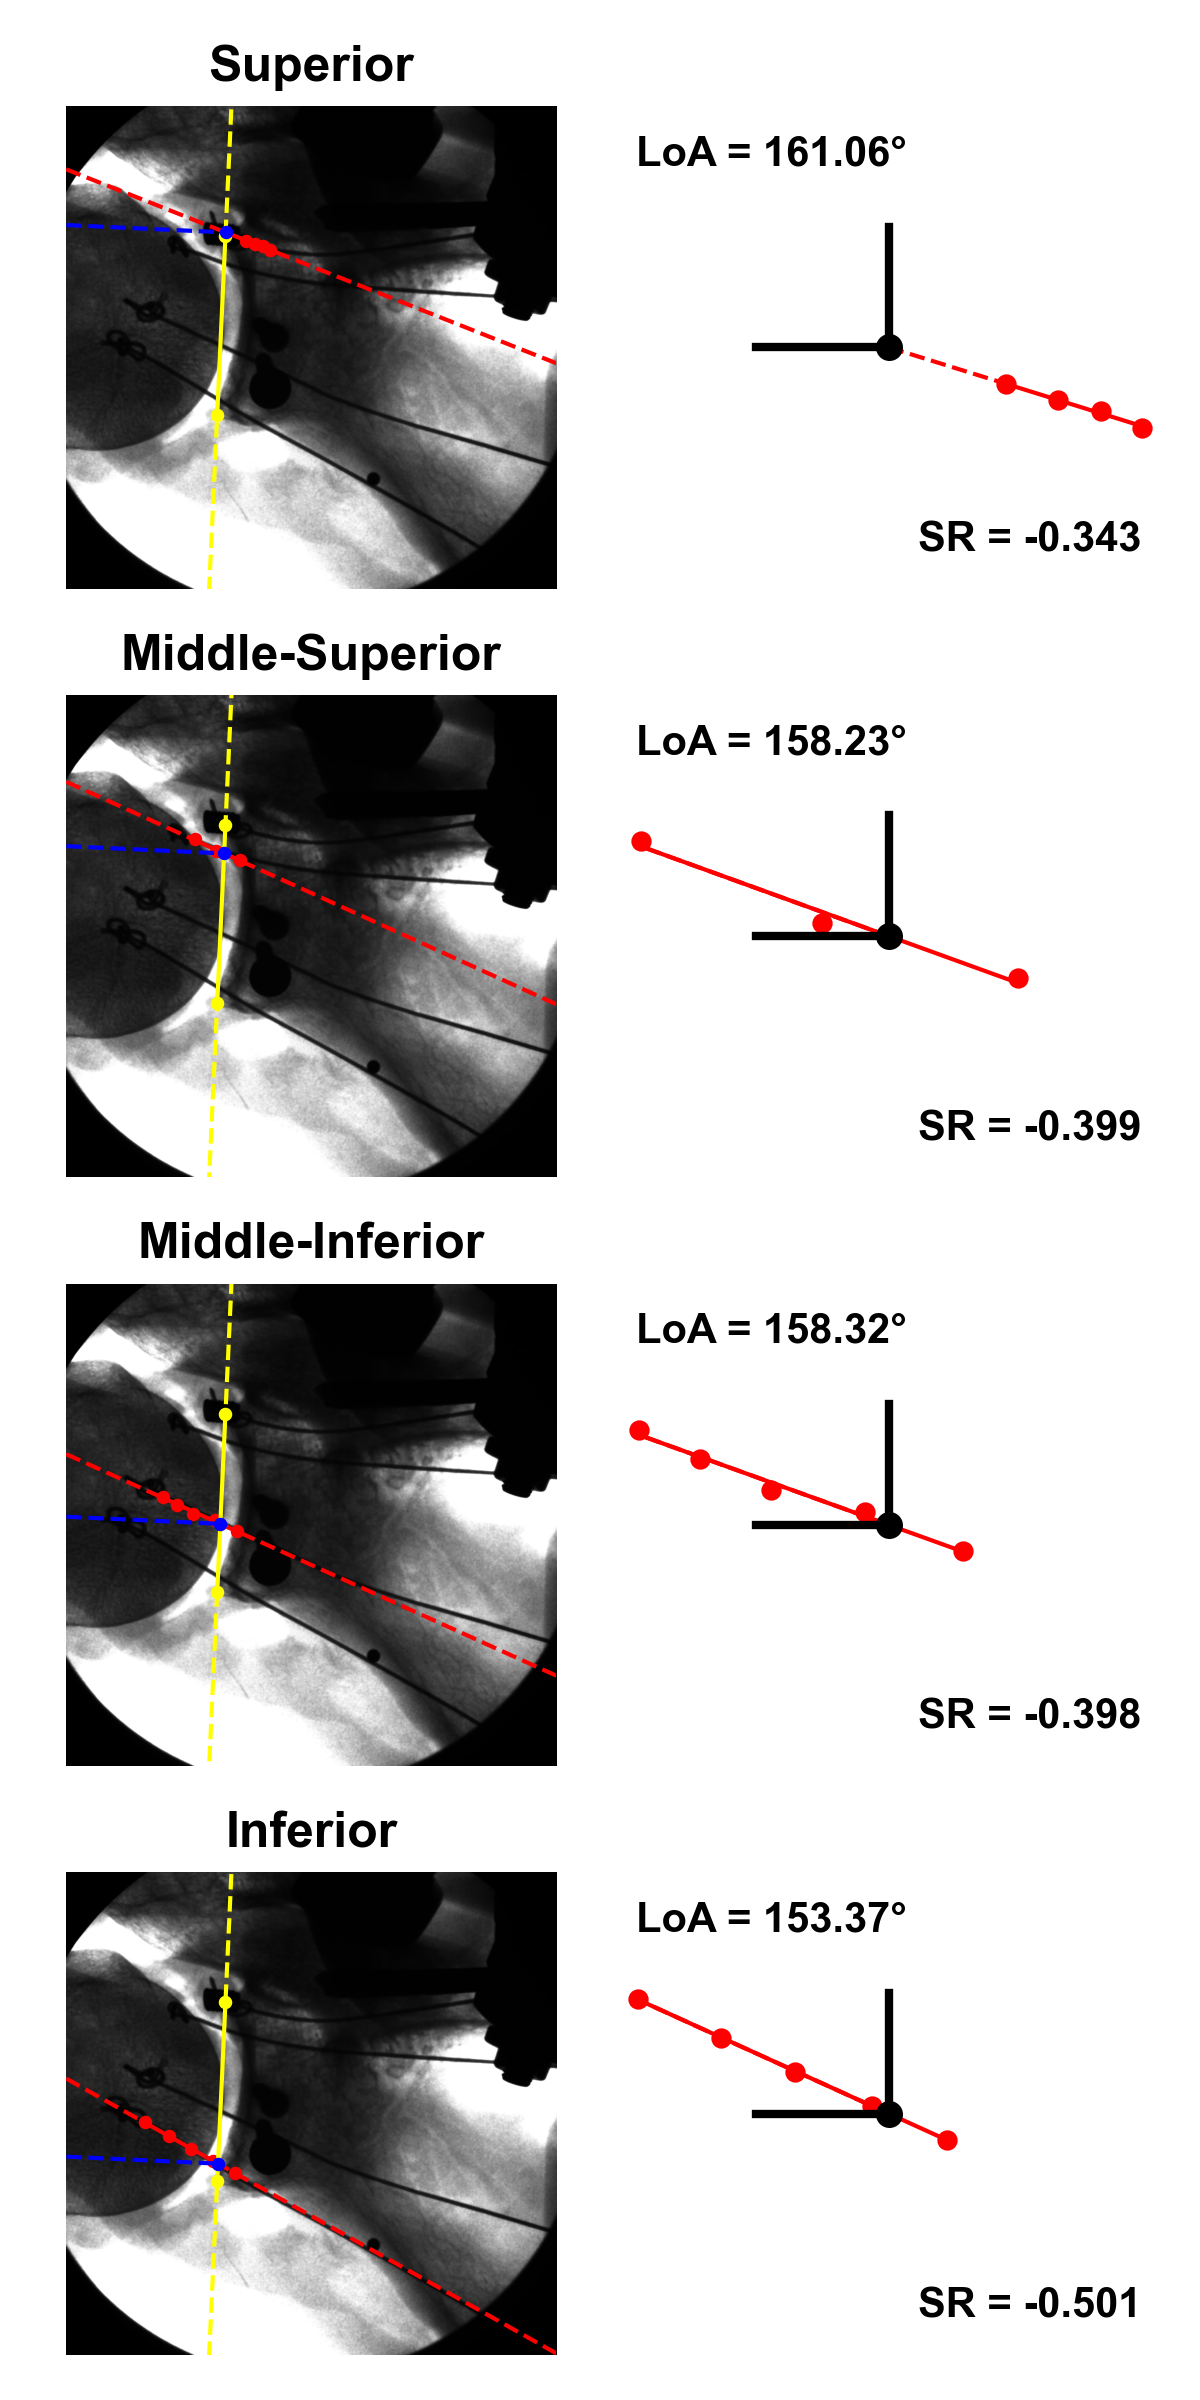 Superior
LoA = 161.06°
SR = -0.343
Middle-Superior
LoA = 158.23°
SR = -0.399
Middle-Inferior
LoA = 158.32°
SR = -0.398
Inferior
LoA = 153.37°
SR = -0.501